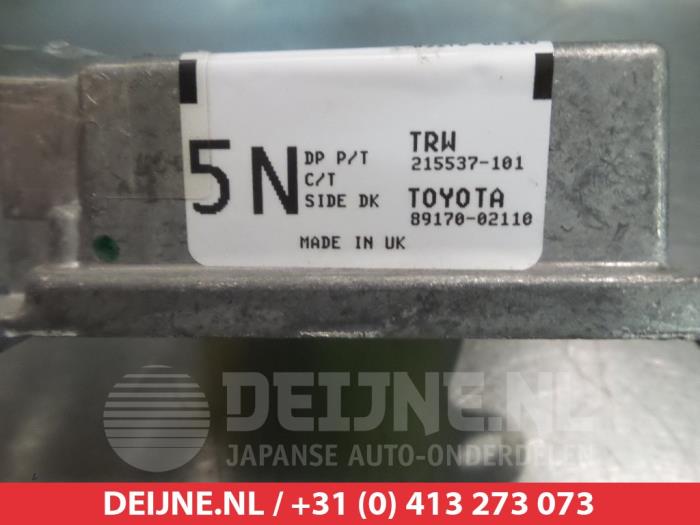 5N
DP P/T
C/T
SIDE DK
TRW
215537-101
TOYOTA
89170-02110
MADE IN UK
DEIJNE.NL
JAPANSE AUTO-ONDERDELEN
DEIJNE.NL / +31 (0) 413 273 073